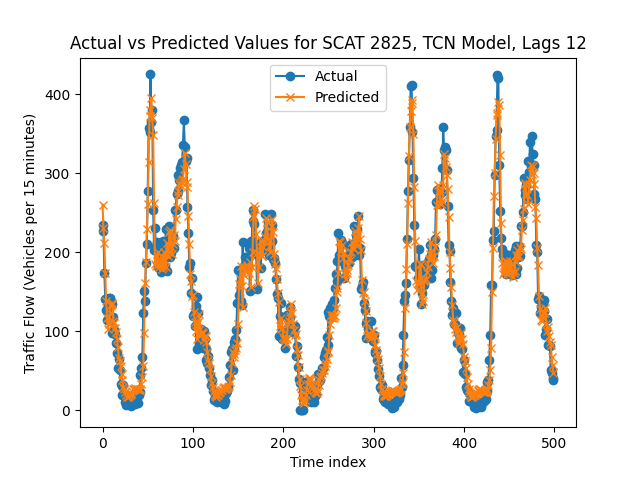 Actual vs Predicted Values for SCAT 2825, TCN Model, Lags 12
Actual
Predicted
Traffic Flow (Vehicles per 15 minutes)
400
300
200
100
0
0 100 200 300 400 500
Time index